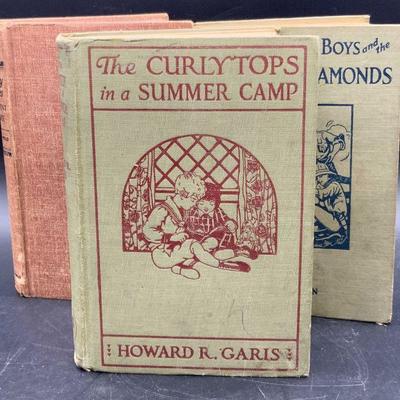 The CURLYTOPS
in a SUMMER CAMP
HOWARD R. GARIS
BOYS and the
AMONDS
N